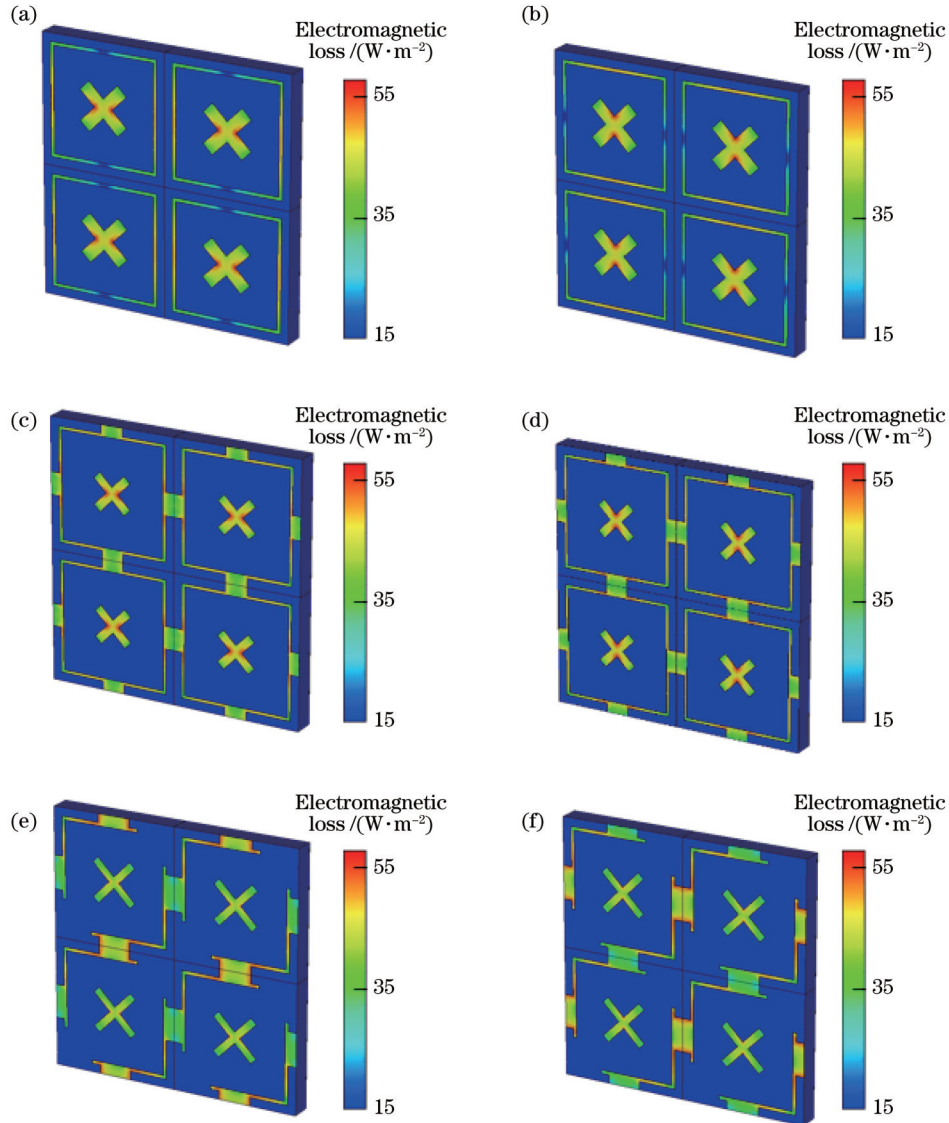 (a)
Electromagnetic
loss /(W·m⁻²)
55
35
15
(b)
Electromagnetic
loss /(W·m⁻²)
55
35
15
(c)
Electromagnetic
loss /(W·m⁻²)
55
35
15
(d)
Electromagnetic
loss /(W·m⁻²)
55
35
15
(e)
Electromagnetic
loss /(W·m⁻²)
55
35
15
(f)
Electromagnetic
loss /(W·m⁻²)
55
35
15